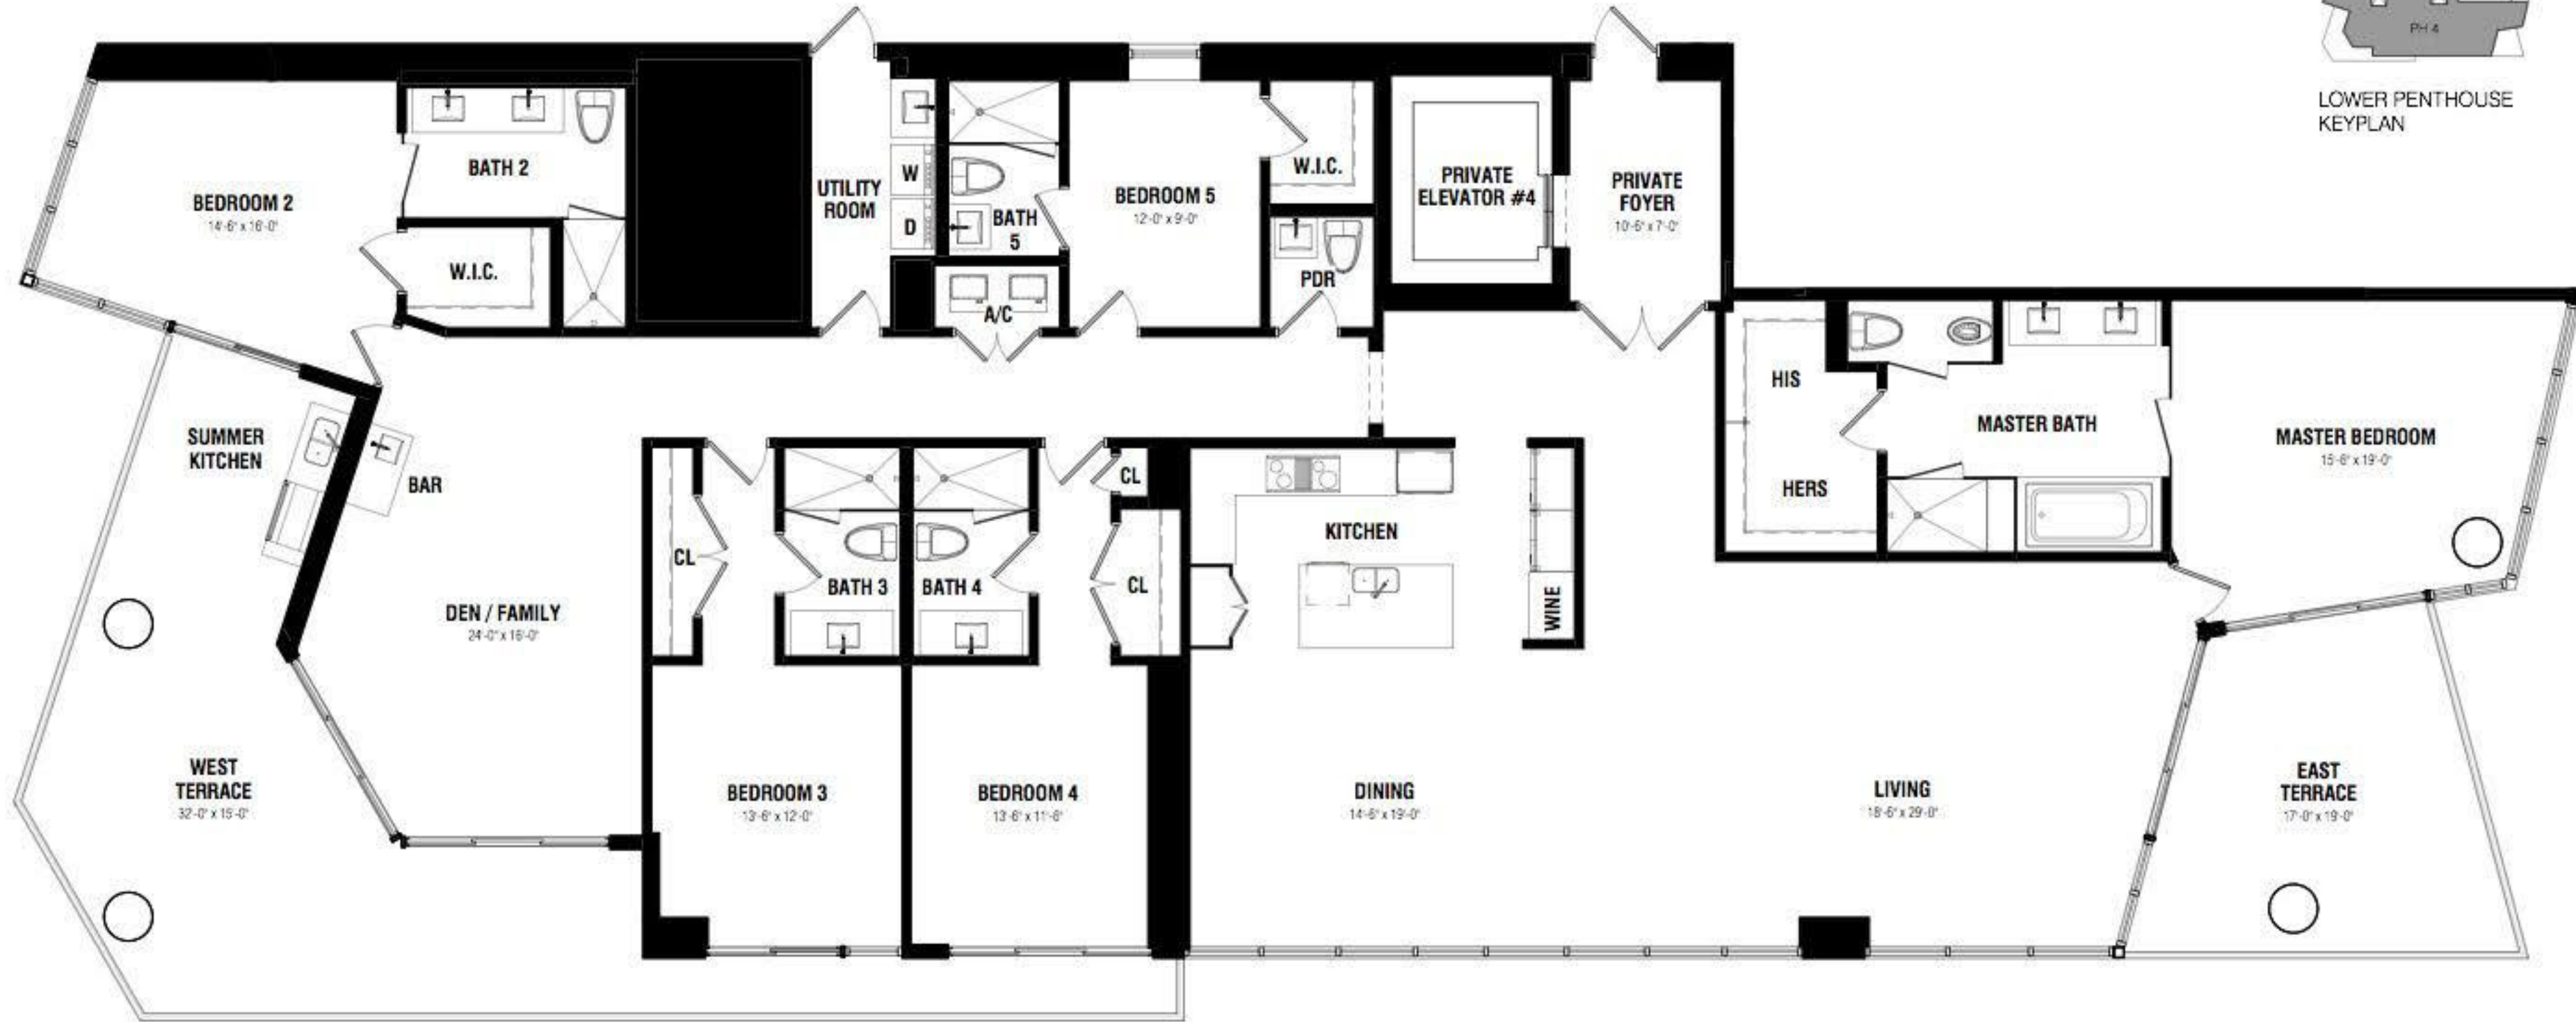 PH 4
LOWER PENTHOUSE
KEYPLAN
BEDROOM 2
14'-6" x 16'-0"
BATH 2
W.I.C.
UTILITY
ROOM
W
D
BATH
5
A/C
BEDROOM 5
12'-0" x 9'-0"
W.I.C.
PDR
PRIVATE
ELEVATOR #4
PRIVATE
FOYER
10'-6" x 7'-0"
HIS
HERS
MASTER BATH
MASTER BEDROOM
15'-6" x 19'-0"
SUMMER
KITCHEN
BAR
DEN / FAMILY
24'-0" x 16'-0"
CL
BATH 3
BATH 4
CL
CL
KITCHEN
WINE
WEST
TERRACE
32'-0" x 15'-0"
BEDROOM 3
13'-6" x 12'-0"
BEDROOM 4
13'-6" x 11'-6"
DINING
14'-6" x 19'-0"
LIVING
18'-6" x 29'-0"
EAST
TERRACE
17'-0" x 19'-0"